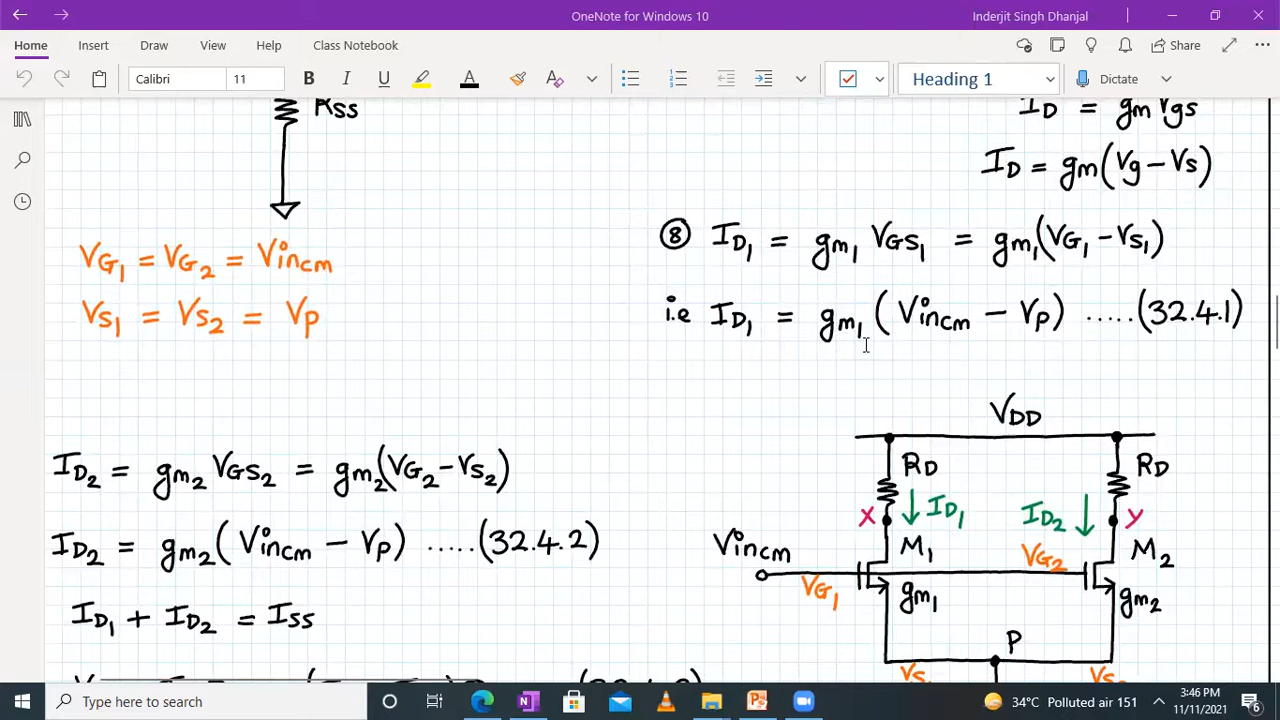 OneNote for Windows 10
Inderjit Singh Dhanjal
Home Insert Draw View Help Class Notebook
Share
Calibri 11 B I U A Heading 1 Dictate
RSS
ID = gm Vgs
ID = gm(Vg - Vs)
⑧ ID1 = gm1 VGS1 = gm1(VG1 - VS1)
VG1 = VG2 = Vincm
VS1 = VS2 = VP
i.e ID1 = gm1 (Vincm - VP) .....(32.4.1)
VDD
RD RD
X ID1 ID2 Y
Vincm M1 M2
VG1 VG2
gm1 gm2
P
ID2 = gm2 VGS2 = gm2(VG2 - VS2)
ID2 = gm2(Vincm - VP) .....(32.4.2)
ID1 + ID2 = ISS
Type here to search
34°C Polluted air 151
3:46 PM
11/11/2021
6